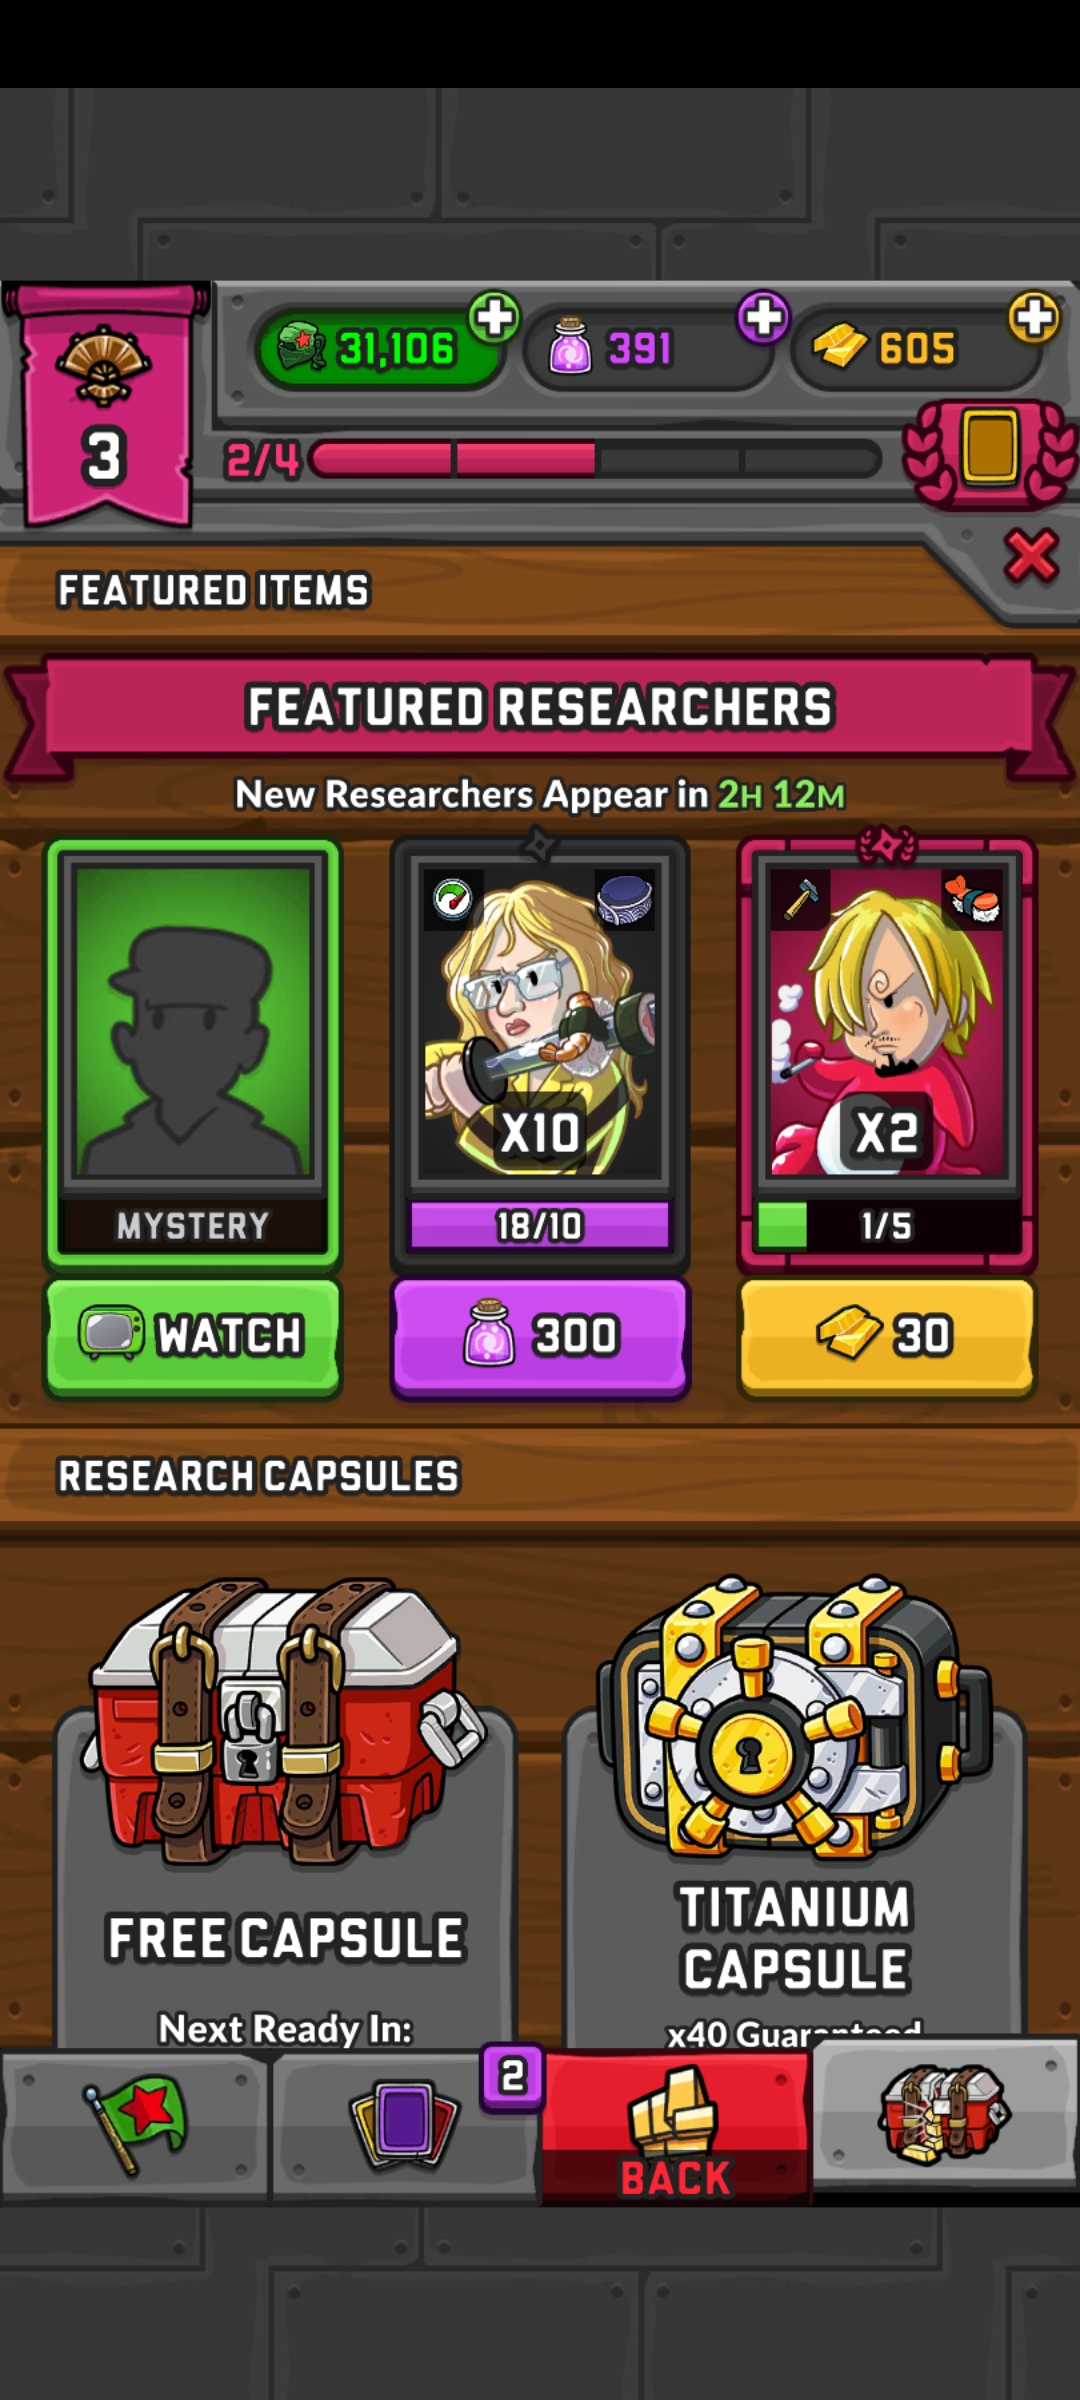 31,106
391
605
3
2/4
FEATURED ITEMS
FEATURED RESEARCHERS
New Researchers Appear in 2H 12M
X10
X2
MYSTERY
18/10
1/5
WATCH
300
30
RESEARCH CAPSULES
FREE CAPSULE
TITANIUM
CAPSULE
Next Ready In:
x40 Guaranteed
2
BACK